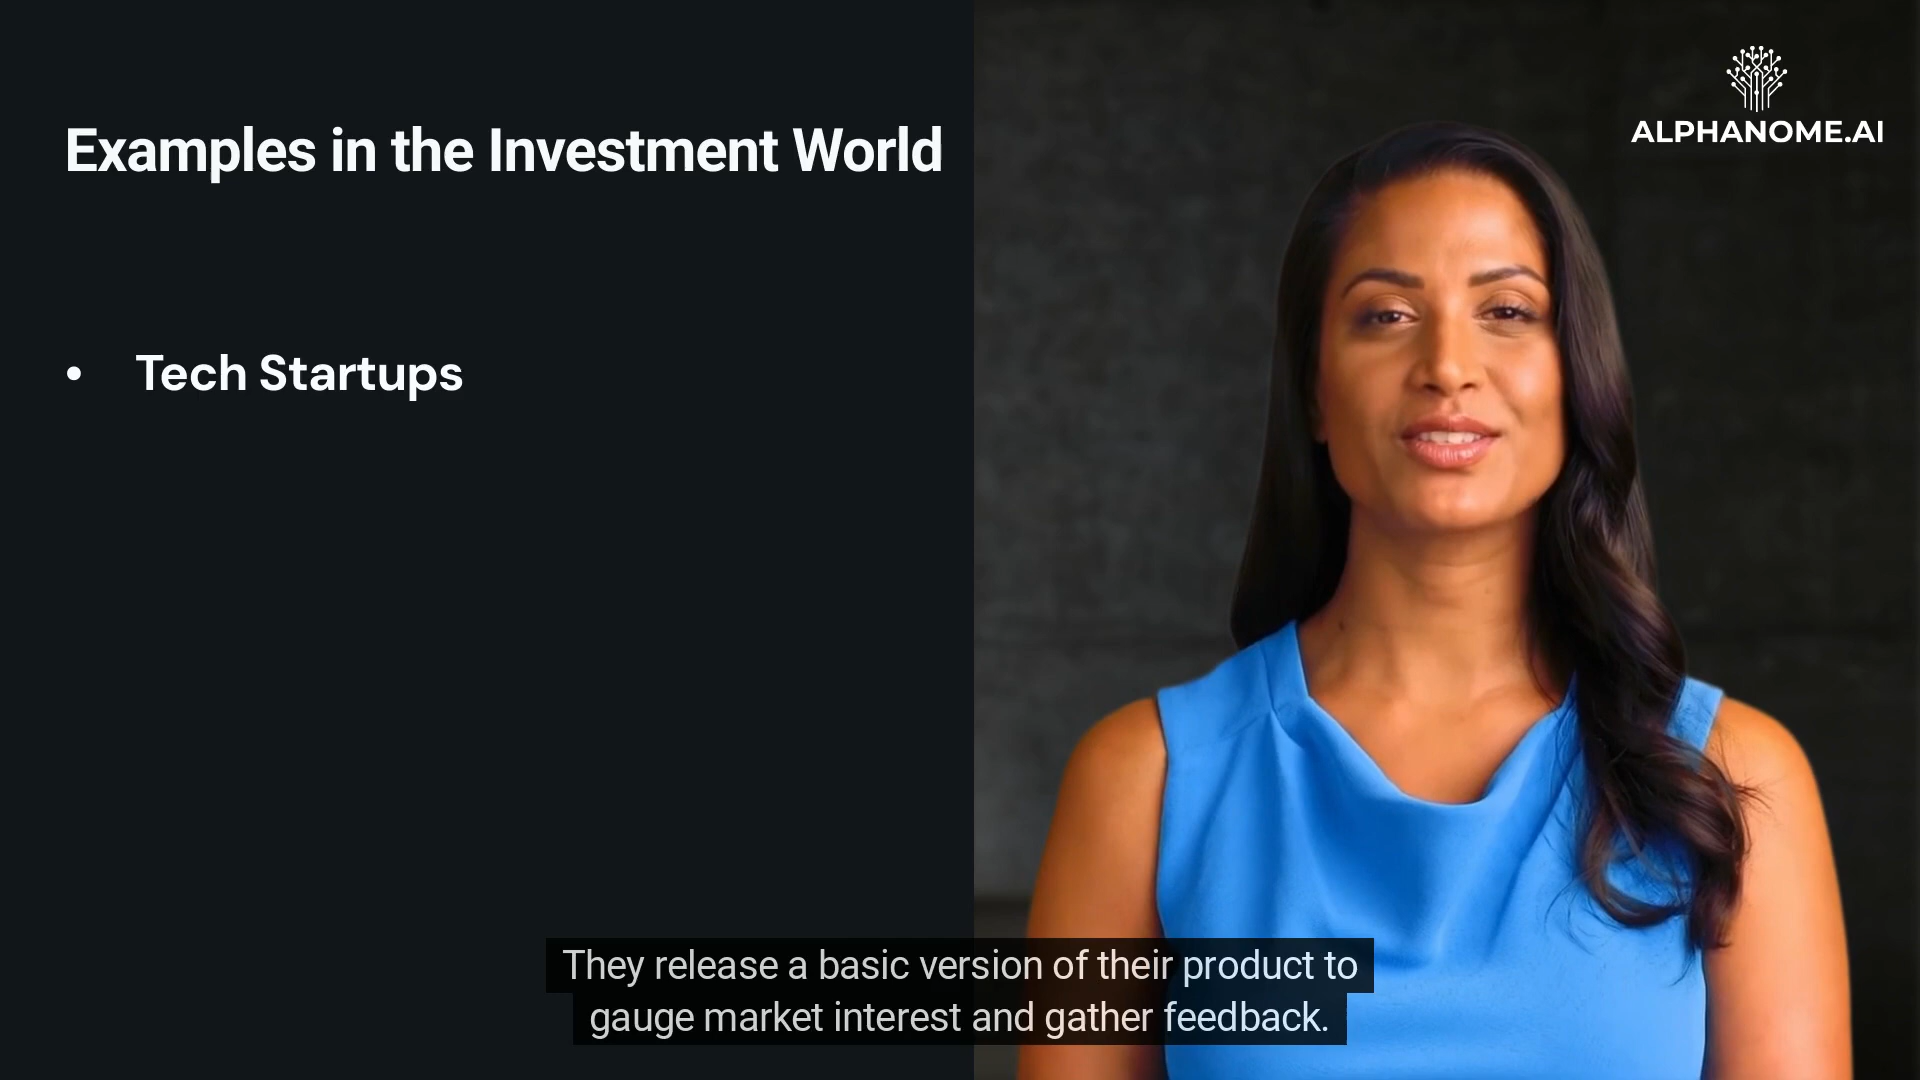 ALPHANOME.AI
Examples in the Investment World
• Tech Startups
They release a basic version of their product to
gauge market interest and gather feedback.